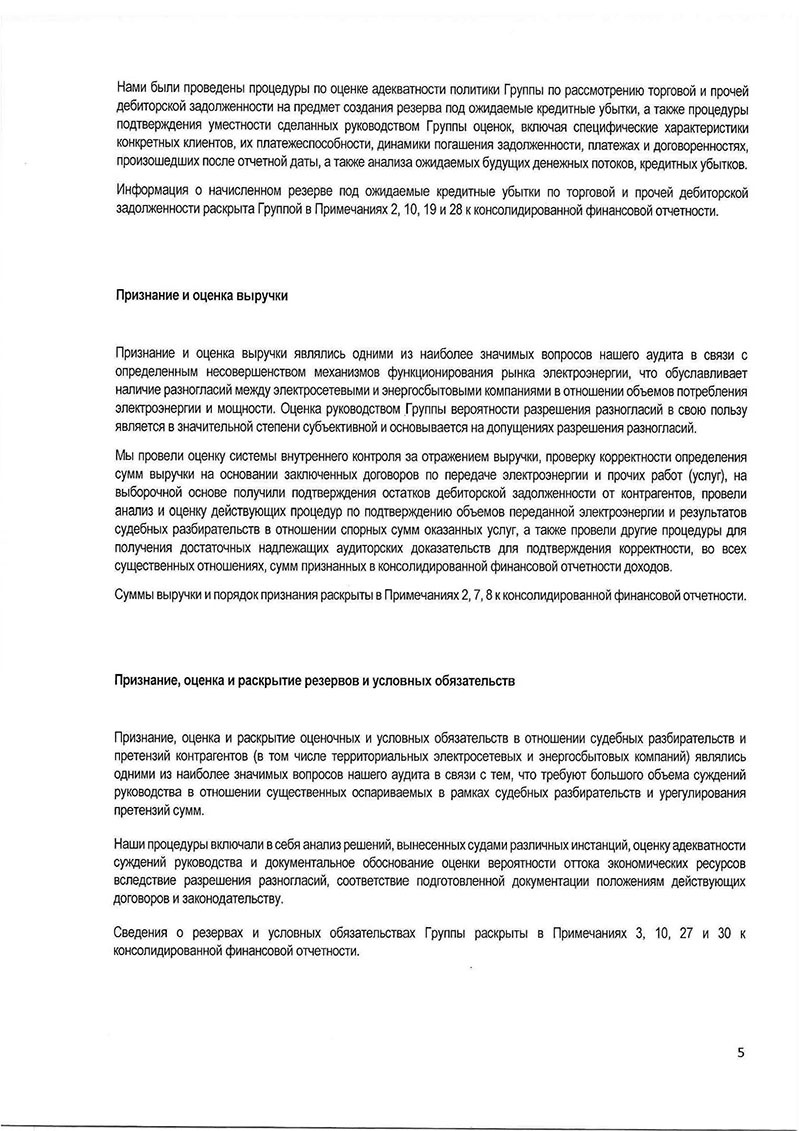 Нами были проведены процедуры по оценке адекватности политики Группы по рассмотрению торговой и прочей
дебиторской задолженности на предмет создания резерва под ожидаемые кредитные убытки, а также процедуры
подтверждения уместности сделанных руководством Группы оценок, включая специфические характеристики
конкретных клиентов, их платежеспособности, динамики погашения задолженности, платежах и договоренностях,
произошедших после отчетной даты, а также анализа ожидаемых будущих денежных потоков, кредитных убытков.
Информация о начисленном резерве под ожидаемые кредитные убытки по торговой и прочей дебиторской
задолженности раскрыта Группой в Примечаниях 2, 10, 19 и 28 к консолидированной финансовой отчетности.
Признание и оценка выручки
Признание и оценка выручки являлись одними из наиболее значимых вопросов нашего аудита в связи с
определенным несовершенством механизмов функционирования рынка электроэнергии, что обуславливает
наличие разногласий между электросетевыми и энергосбытовыми компаниями в отношении объемов потребления
электроэнергии и мощности. Оценка руководством Группы вероятности разрешения разногласий в свою пользу
является в значительной степени субъективной и основывается на допущениях разрешения разногласий.
Мы провели оценку системы внутреннего контроля за отражением выручки, проверку корректности определения
сумм выручки на основании заключенных договоров по передаче электроэнергии и прочих работ (услуг), на
выборочной основе получили подтверждения остатков дебиторской задолженности от контрагентов, провели
анализ и оценку действующих процедур по подтверждению объемов переданной электроэнергии и результатов
судебных разбирательств в отношении спорных сумм оказанных услуг, а также провели другие процедуры для
получения достаточных надлежащих аудиторских доказательств для подтверждения корректности, во всех
существенных отношениях, сумм признанных в консолидированной финансовой отчетности доходов.
Суммы выручки и порядок признания раскрыты в Примечаниях 2, 7, 8 к консолидированной финансовой отчетности.
Признание, оценка и раскрытие резервов и условных обязательств
Признание, оценка и раскрытие оценочных и условных обязательств в отношении судебных разбирательств и
претензий контрагентов (в том числе территориальных электросетевых и энергосбытовых компаний) являлись
одними из наиболее значимых вопросов нашего аудита в связи с тем, что требуют большого объема суждений
руководства в отношении существенных оспариваемых в рамках судебных разбирательств и урегулирования
претензий сумм.
Наши процедуры включали в себя анализ решений, вынесенных судами различных инстанций, оценку адекватности
суждений руководства и документальное обоснование оценки вероятности оттока экономических ресурсов
вследствие разрешения разногласий, соответствие подготовленной документации положениям действующих
договоров и законодательству.
Сведения о резервах и условных обязательствах Группы раскрыты в Примечаниях 3, 10, 27 и 30 к
консолидированной финансовой отчетности.
5